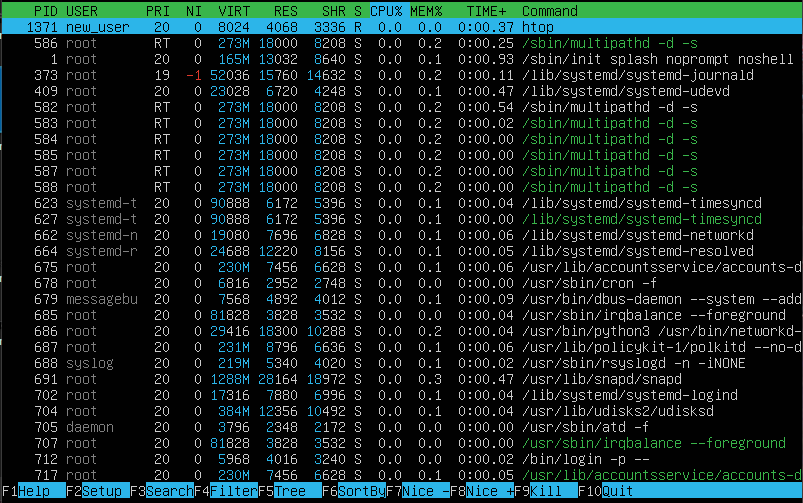 PID USER PRI NI VIRT RES SHR S CPU% MEM% TIME+ Command
1371 new_user 20 0 8024 4068 3336 R 0.0 0.0 0:00.37 htop
586 root RT 0 273M 18000 8208 S 0.0 0.2 0:00.25 /sbin/multipathd -d -s
1 root 20 0 165M 13032 8640 S 0.0 0.1 0:00.93 /sbin/init splash noprompt noshell
373 root 19 -1 52036 15760 14632 S 0.0 0.2 0:00.11 /lib/systemd/systemd-journald
409 root 20 0 23028 6720 4248 S 0.0 0.1 0:00.47 /lib/systemd/systemd-udevd
582 root RT 0 273M 18000 8208 S 0.0 0.2 0:00.54 /sbin/multipathd -d -s
583 root RT 0 273M 18000 8208 S 0.0 0.2 0:00.02 /sbin/multipathd -d -s
584 root RT 0 273M 18000 8208 S 0.0 0.2 0:00.00 /sbin/multipathd -d -s
585 root RT 0 273M 18000 8208 S 0.0 0.2 0:00.00 /sbin/multipathd -d -s
587 root RT 0 273M 18000 8208 S 0.0 0.2 0:00.00 /sbin/multipathd -d -s
588 root RT 0 273M 18000 8208 S 0.0 0.2 0:00.00 /sbin/multipathd -d -s
623 systemd-t 20 0 90888 6172 5396 S 0.0 0.1 0:00.04 /lib/systemd/systemd-timesyncd
627 systemd-t 20 0 90888 6172 5396 S 0.0 0.1 0:00.00 /lib/systemd/systemd-timesyncd
662 systemd-n 20 0 19080 7696 6828 S 0.0 0.1 0:00.04 /lib/systemd/systemd-networkd
664 systemd-r 20 0 24688 12220 8156 S 0.0 0.1 0:00.05 /lib/systemd/systemd-resolved
675 root 20 0 230M 7456 6628 S 0.0 0.1 0:00.06 /usr/lib/accountsservice/accounts-d
678 root 20 0 6816 2952 2748 S 0.0 0.0 0:00.00 /usr/sbin/cron -f
679 messagebu 20 0 7568 4892 4012 S 0.0 0.1 0:00.09 /usr/bin/dbus-daemon --system --add
685 root 20 0 81828 3828 3532 S 0.0 0.0 0:00.04 /usr/sbin/irqbalance --foreground
686 root 20 0 29416 18300 10288 S 0.0 0.2 0:00.04 /usr/bin/python3 /usr/bin/networkd-
687 root 20 0 231M 8796 6636 S 0.0 0.1 0:00.06 /usr/lib/policykit-1/polkitd --no-d
688 syslog 20 0 219M 5340 4020 S 0.0 0.1 0:00.02 /usr/sbin/rsyslogd -n -iNONE
691 root 20 0 1288M 28164 18972 S 0.0 0.3 0:00.47 /usr/lib/snapd/snapd
702 root 20 0 17316 7880 6996 S 0.0 0.1 0:00.04 /lib/systemd/systemd-logind
704 root 20 0 384M 12356 10492 S 0.0 0.1 0:00.04 /usr/lib/udisks2/udisksd
705 daemon 20 0 3796 2348 2172 S 0.0 0.0 0:00.00 /usr/sbin/atd -f
707 root 20 0 81828 3828 3532 S 0.0 0.0 0:00.00 /usr/sbin/irqbalance --foreground
712 root 20 0 5968 4016 3240 S 0.0 0.0 0:00.02 /bin/login -p --
717 root 20 0 230M 7456 6628 S 0.0 0.1 0:00.05 /usr/lib/accountsservice/accounts-d
F1Help F2Setup F3SearchF4FilterF5Tree F6SortByF7Nice -F8Nice +F9Kill F10Quit